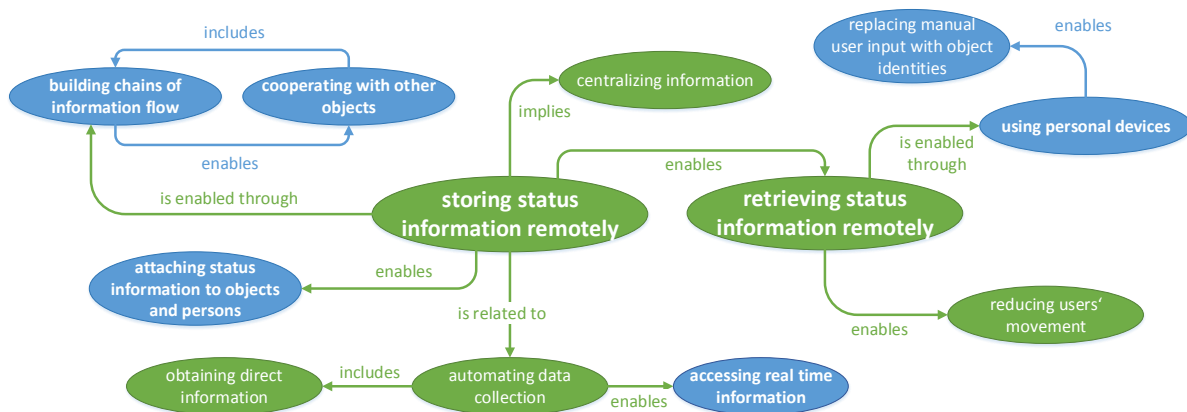 includes
building chains of
information flow
cooperating with other
objects
enables
is enabled through
replacing manual
user input with object
identities
enables
centralizing information
implies
using personal devices
is enabled
through
enables
storing status
information remotely
retrieving status
information remotely
attaching status
information to objects
and persons
enables
is related to
reducing users‘
movement
enables
obtaining direct
information
includes
automating data
collection
enables
accessing real time
information